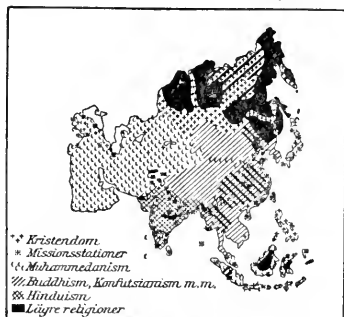 Kristendom
Missionsstationer
Muhammedanism
Buddhism, Konfutsianism m.m.
Hinduism
Lägre religioner